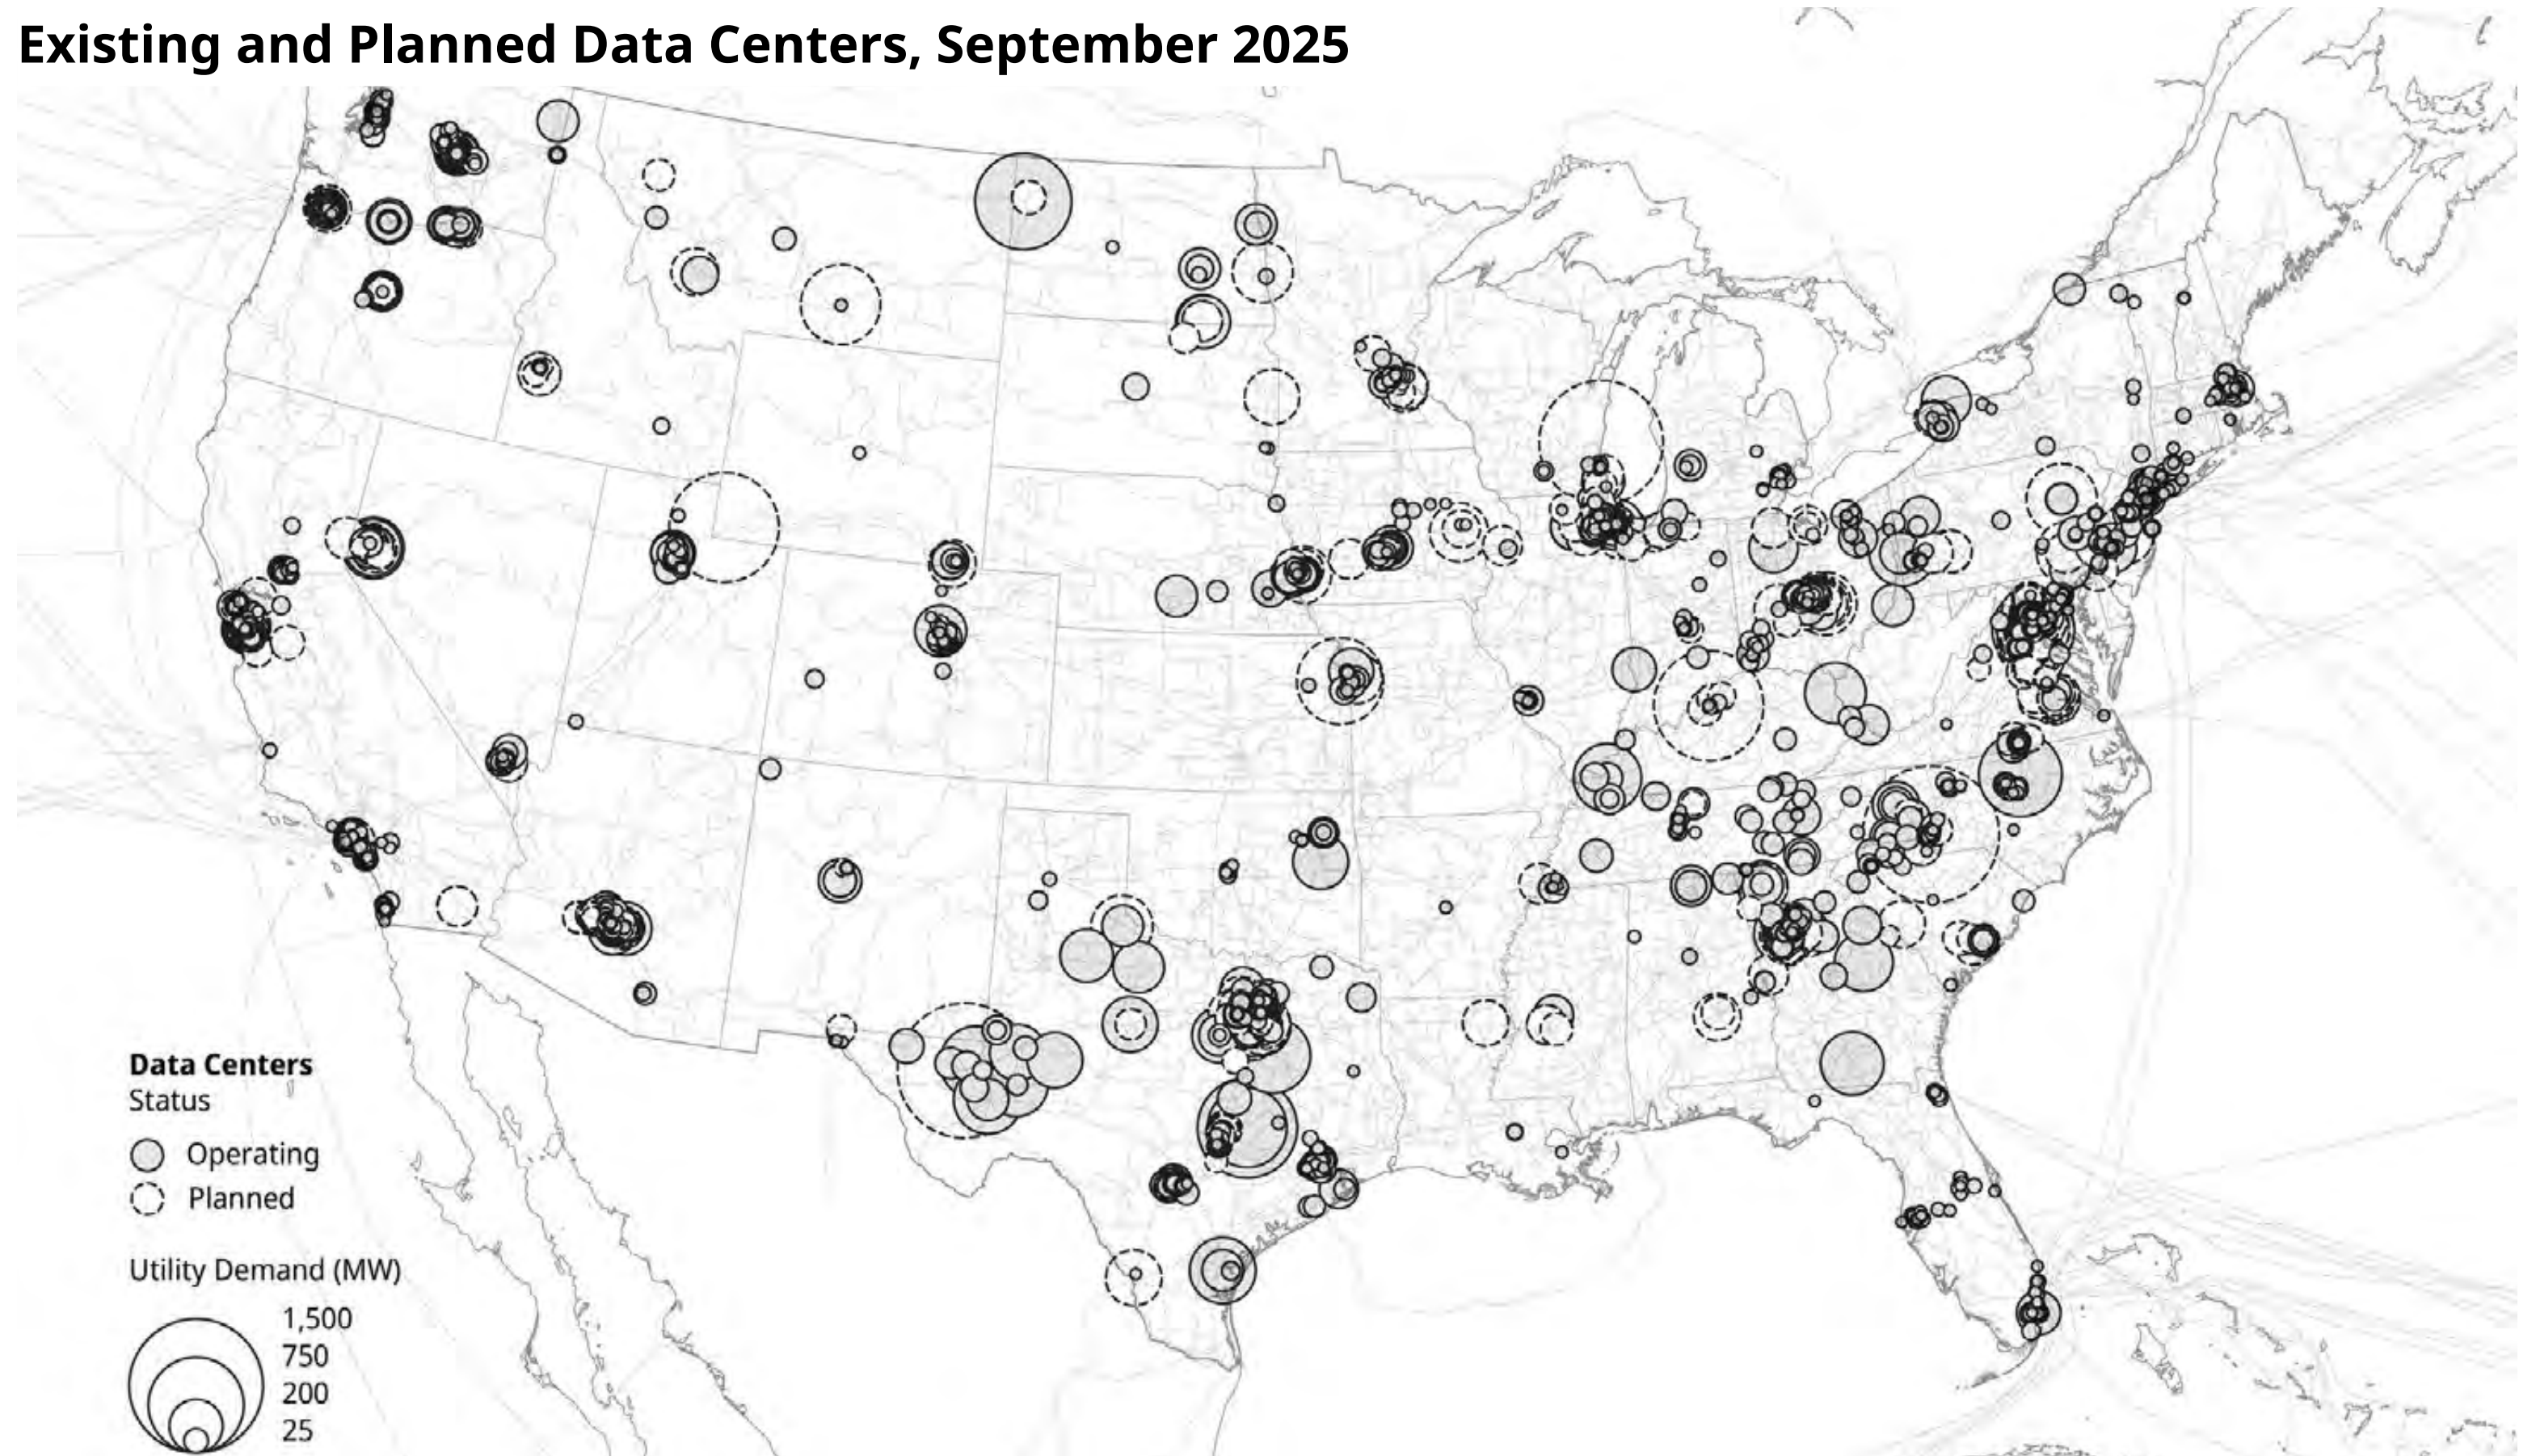 Existing and Planned Data Centers, September 2025
Data Centers
Status
Operating
Planned
Utility Demand (MW)
1,500
750
200
25